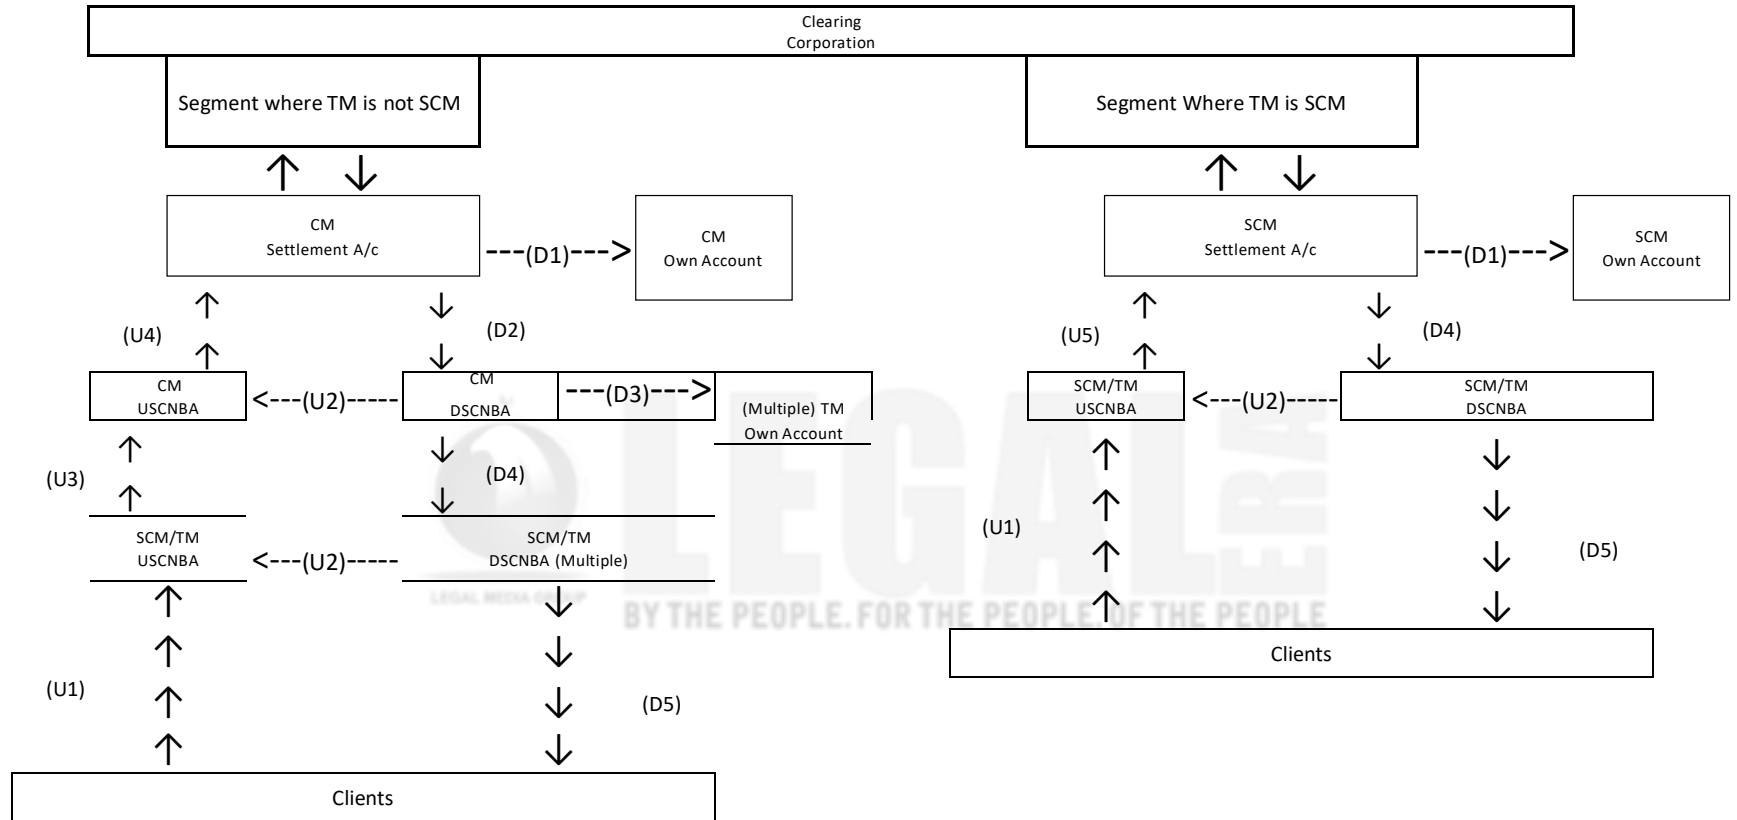 Clearing
Corporation
Segment where TM is not SCM
Segment Where TM is SCM
CM
Settlement A/c
(D1)
CM
Own Account
SCM
Settlement A/c
(D1)
SCM
Own Account
(U4)
(D2)
(U5)
(D4)
CM
USCNBA
(U2)
CM
DSCNBA
(D3)
(Multiple) TM
Own Account
SCM/TM
USCNBA
(U2)
SCM/TM
DSCNBA
(U3)
(D4)
SCM/TM
USCNBA
(U2)
SCM/TM
DSCNBA (Multiple)
(U1)
(D5)
LEGAL ERA
LEGAL MEDIA GROUP
BY THE PEOPLE. FOR THE PEOPLE. OF THE PEOPLE
Clients
(U1)
(D5)
Clients